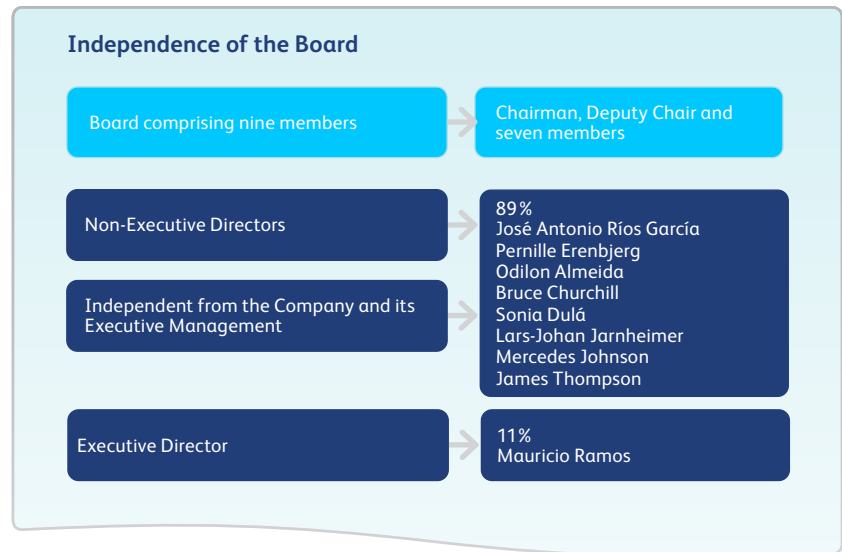 Independence of the Board
Board comprising nine members
Chairman, Deputy Chair and
seven members
Non-Executive Directors
Independent from the Company and its
Executive Management
89%
José Antonio Ríos García
Pernille Erenbjerg
Odilon Almeida
Bruce Churchill
Sonia Dulá
Lars-Johan Jarnheimer
Mercedes Johnson
James Thompson
Executive Director
11%
Mauricio Ramos